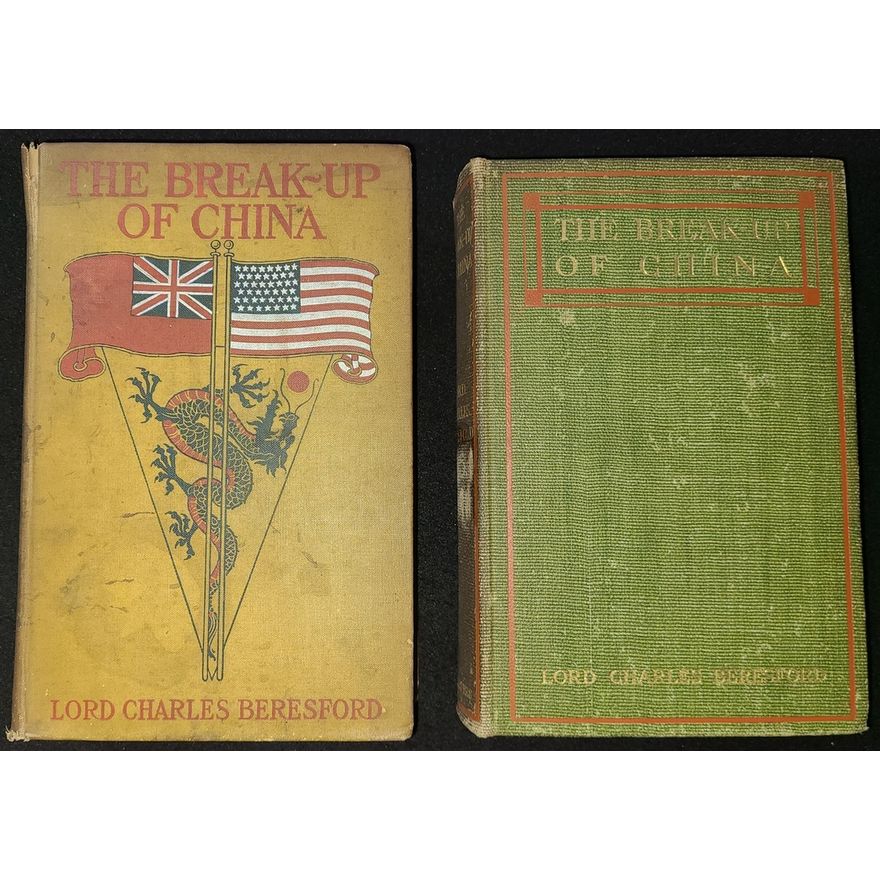 THE BREAK-UP
OF CHINA
LORD CHARLES BERESFORD
THE BREAK-UP
OF CHINA
LORD CHARLES BERESFORD